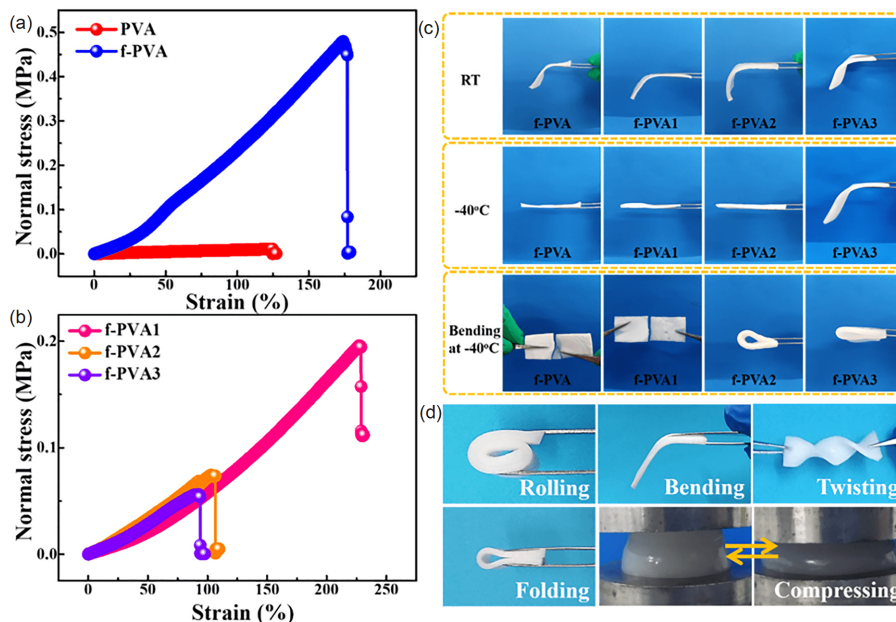 (a)
PVA
f-PVA
Normal stress (MPa)
0.5
0.4
0.3
0.2
0.1
0.0
0 50 100 150 200
Strain (%)
(b)
f-PVA1
f-PVA2
f-PVA3
Normal stress (MPa)
0.2
0.1
0.0
0 50 100 150 200 250
Strain (%)
(c)
RT
f-PVA f-PVA1 f-PVA2 f-PVA3
-40°C
f-PVA f-PVA1 f-PVA2 f-PVA3
Bending
at -40°C
f-PVA f-PVA1 f-PVA2 f-PVA3
(d)
Rolling Bending Twisting
Folding Compressing